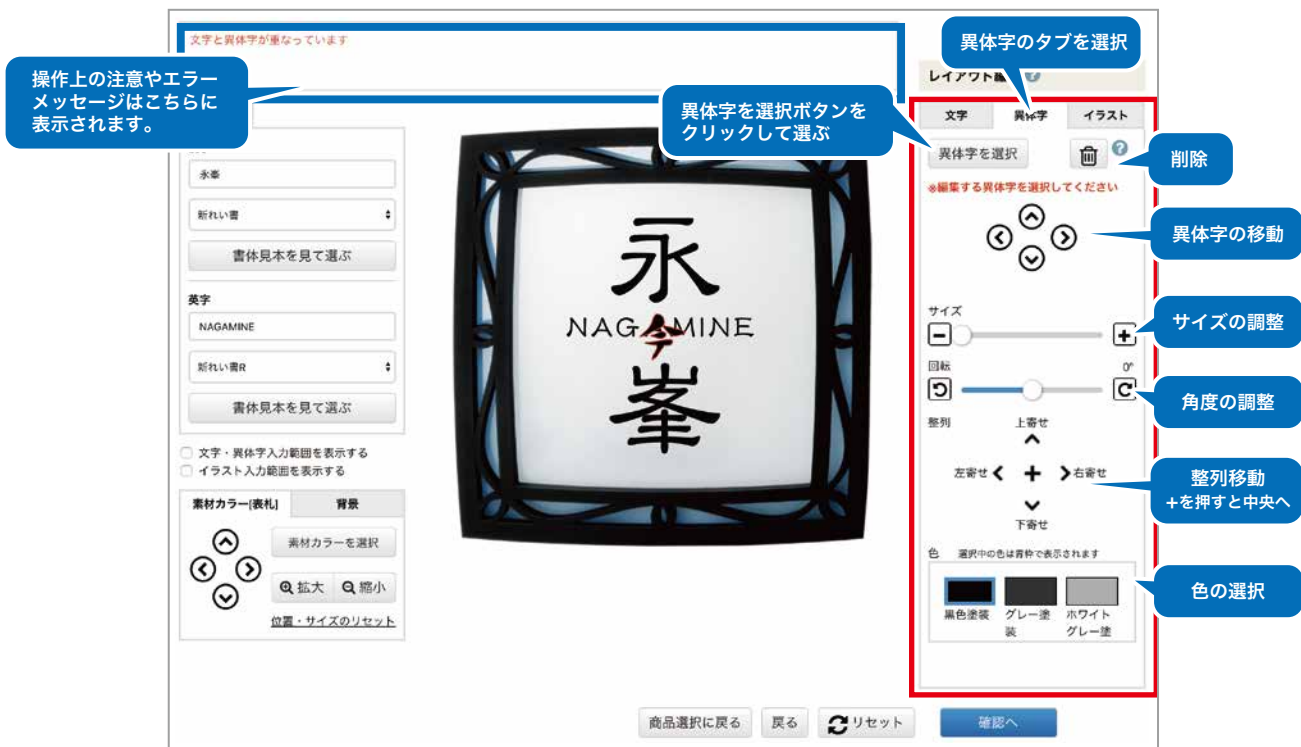 文字と異体字が重なっています
操作上の注意やエラー
メッセージはこちらに
表示されます。
異体字のタブを選択
異体字を選択ボタンを
クリックして選ぶ
永峯
新れい書
書体見本を見て選ぶ
英字
NAGAMINE
新れい書R
書体見本を見て選ぶ
文字・異体字入力範囲を表示する
イラスト入力範囲を表示する
素材カラー[表札] 背景
素材カラーを選択
拡大 縮小
位置・サイズのリセット
永
NAGAMINE
今
峯
レイアウト
文字 異体字 イラスト
異体字を選択
削除
※編集する異体字を選択してください
異体字の移動
サイズ
サイズの調整
回転 0°
角度の調整
整列 上寄せ
左寄せ 右寄せ
下寄せ
整列移動
+を押すと中央へ
色 選択中の色は青枠で表示されます
黒色塗装 グレー塗装 ホワイトグレー塗
色の選択
商品選択に戻る 戻る リセット 確認へ